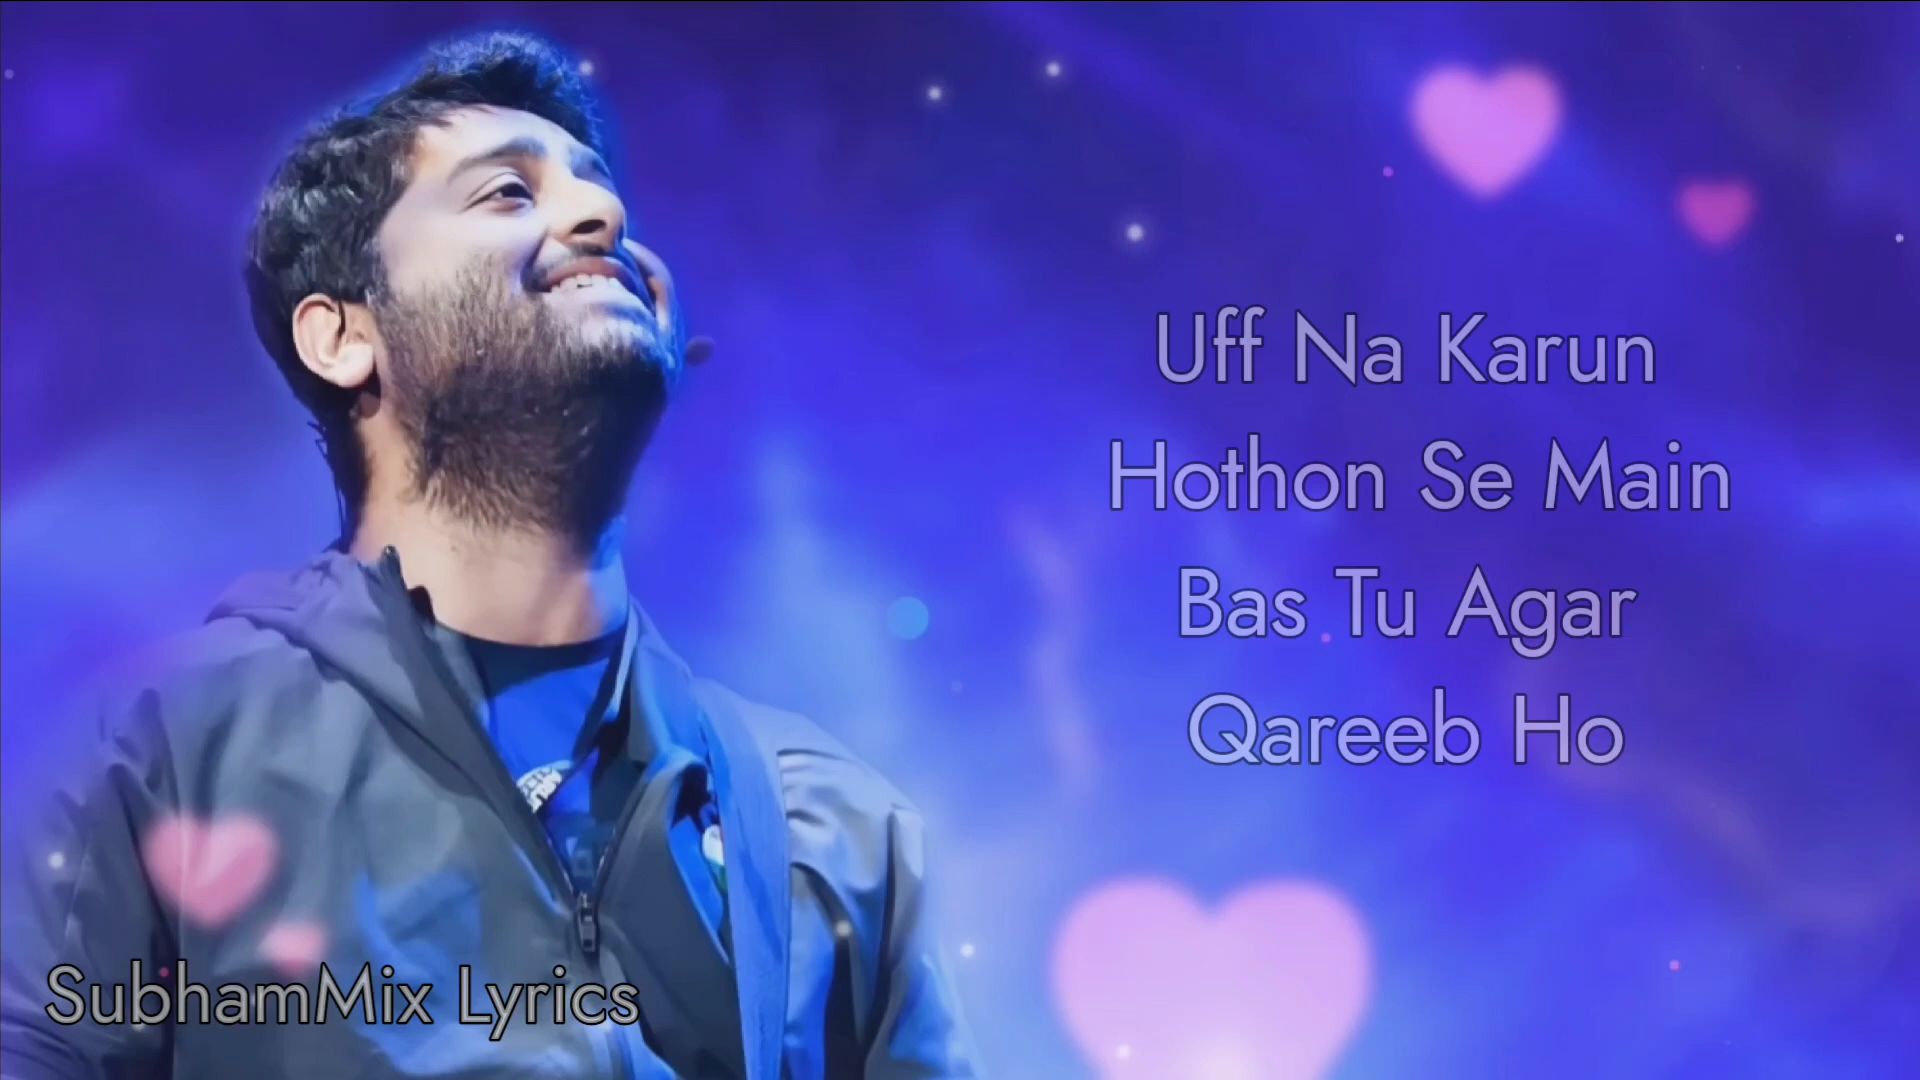 Uff Na Karun
Hothon Se Main
Bas Tu Agar
Qareeb Ho
SubhamMix Lyrics